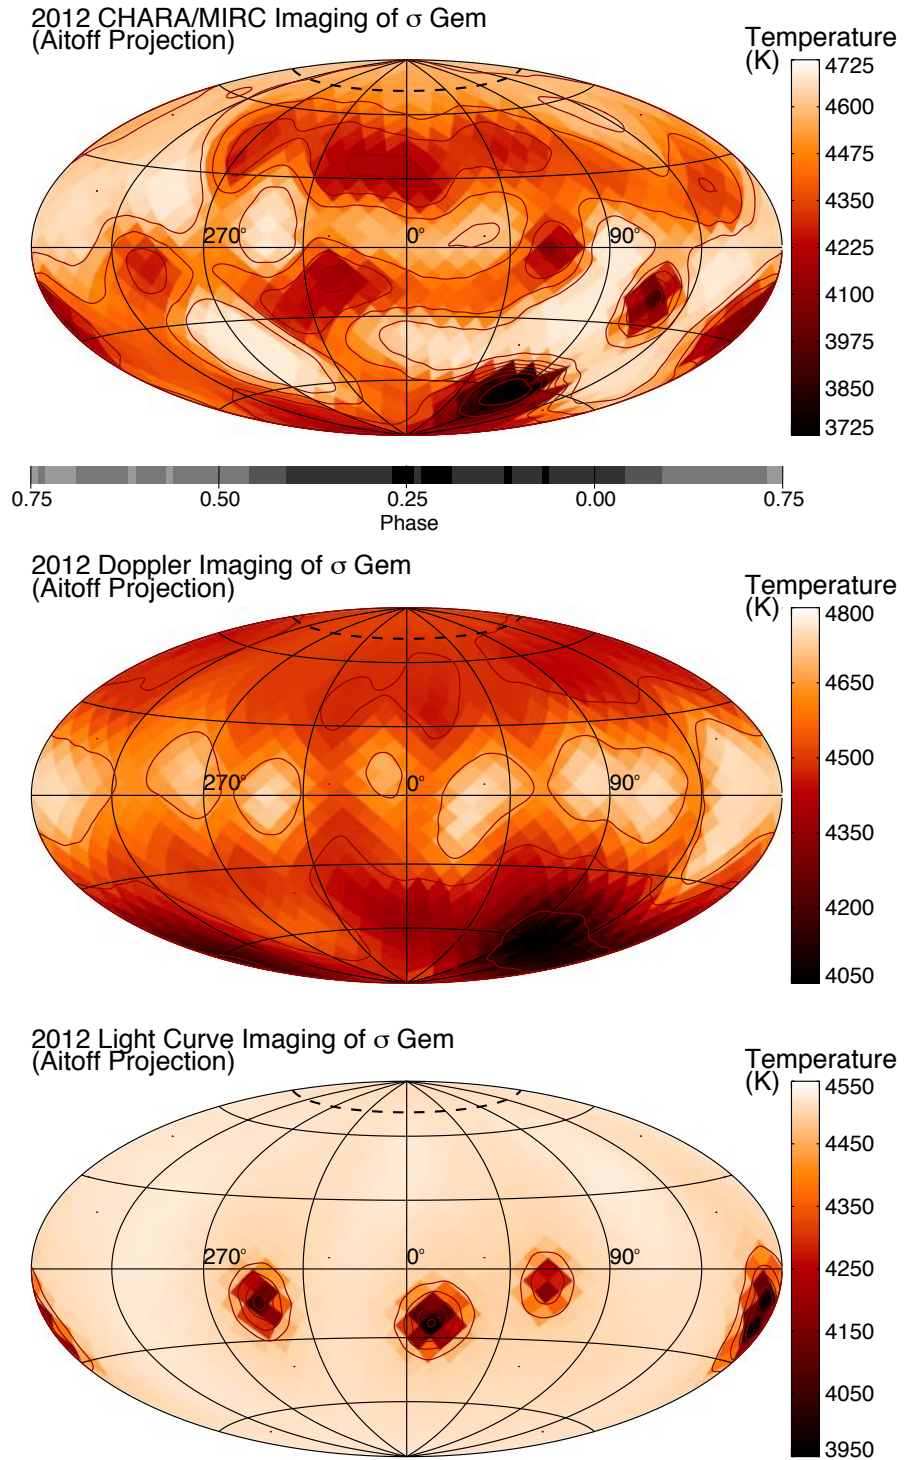 2012 CHARA/MIRC Imaging of σ Gem
(Aitoff Projection)
Temperature
(K)
4725
4600
4475
4350
4225
4100
3975
3850
3725
270°
0°
90°
0.75
0.50
0.25
0.00
0.75
Phase
2012 Doppler Imaging of σ Gem
(Aitoff Projection)
Temperature
(K)
4800
4650
4500
4350
4200
4050
270°
0°
90°
2012 Light Curve Imaging of σ Gem
(Aitoff Projection)
Temperature
(K)
4550
4450
4350
4250
4150
4050
3950
270°
0°
90°